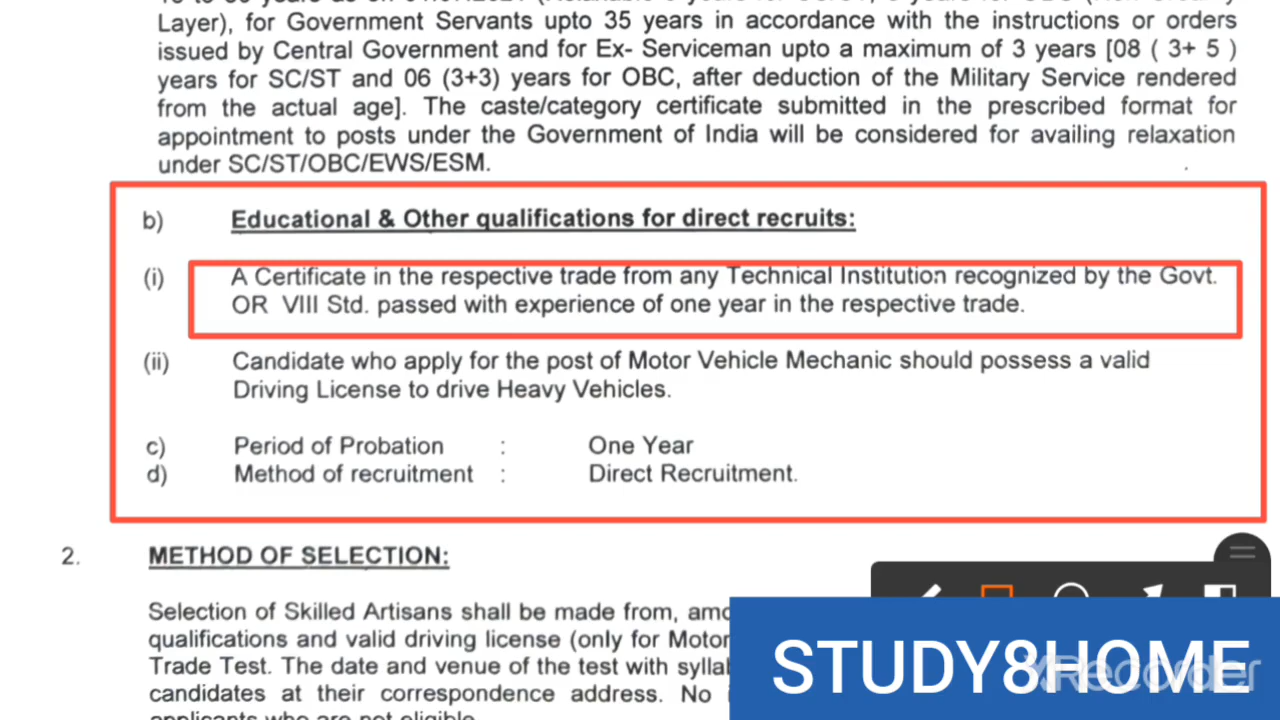 Layer), for Government Servants upto 35 years in accordance with the instructions or orders
issued by Central Government and for Ex- Serviceman upto a maximum of 3 years [08 ( 3+ 5 )
years for SC/ST and 06 (3+3) years for OBC, after deduction of the Military Service rendered
from the actual age]. The caste/category certificate submitted in the prescribed format for
appointment to posts under the Government of India will be considered for availing relaxation
under SC/ST/OBC/EWS/ESM.
b) Educational & Other qualifications for direct recruits:
(i) A Certificate in the respective trade from any Technical Institution recognized by the Govt.
OR VIII Std. passed with experience of one year in the respective trade.
(ii) Candidate who apply for the post of Motor Vehicle Mechanic should possess a valid
Driving License to drive Heavy Vehicles.
c) Period of Probation : One Year
d) Method of recruitment : Direct Recruitment.
2. METHOD OF SELECTION:
Selection of Skilled Artisans shall be made from,
qualifications and valid driving license (only for Motor
Trade Test. The date and venue of the test with
candidates at their correspondence address. No
applicants who are not eligible
STUDY8HOME
XRecorder